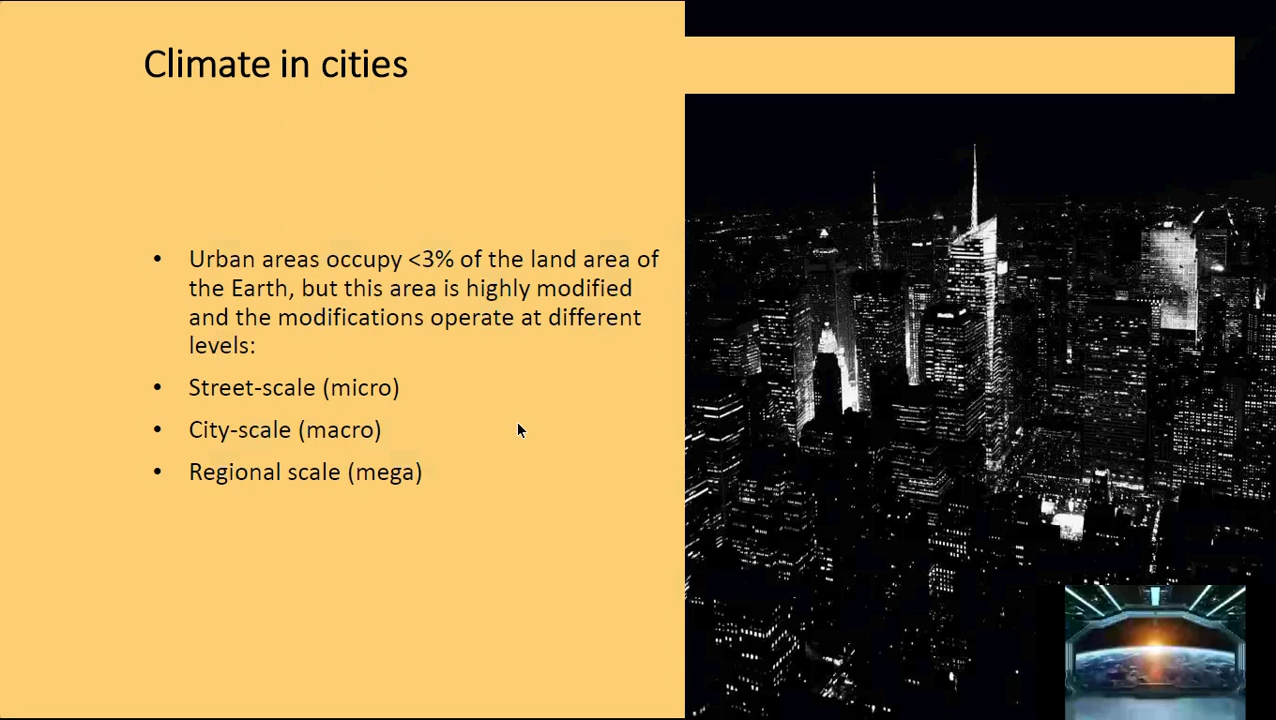 Climate in cities
• Urban areas occupy <3% of the land area of
the Earth, but this area is highly modified
and the modifications operate at different
levels:
• Street-scale (micro)
• City-scale (macro)
• Regional scale (mega)